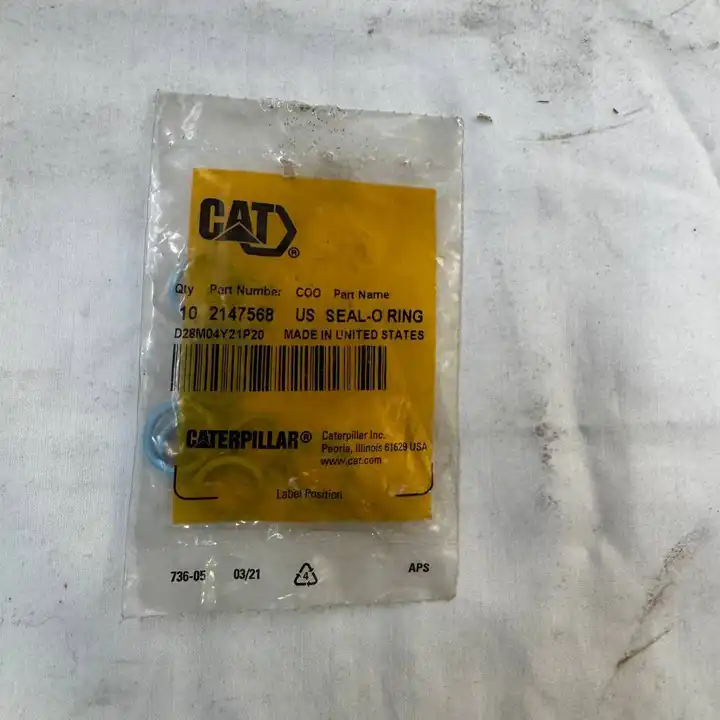 CAT®
Qty Part Number COO Part Name
10 2147568 US SEAL-O RING
D28M04Y21P20 MADE IN UNITED STATES
CATERPILLAR® Caterpillar Inc.
Peoria, Illinois 61629 USA
www.cat.com
Label Position
736-05 03/21 4 APS